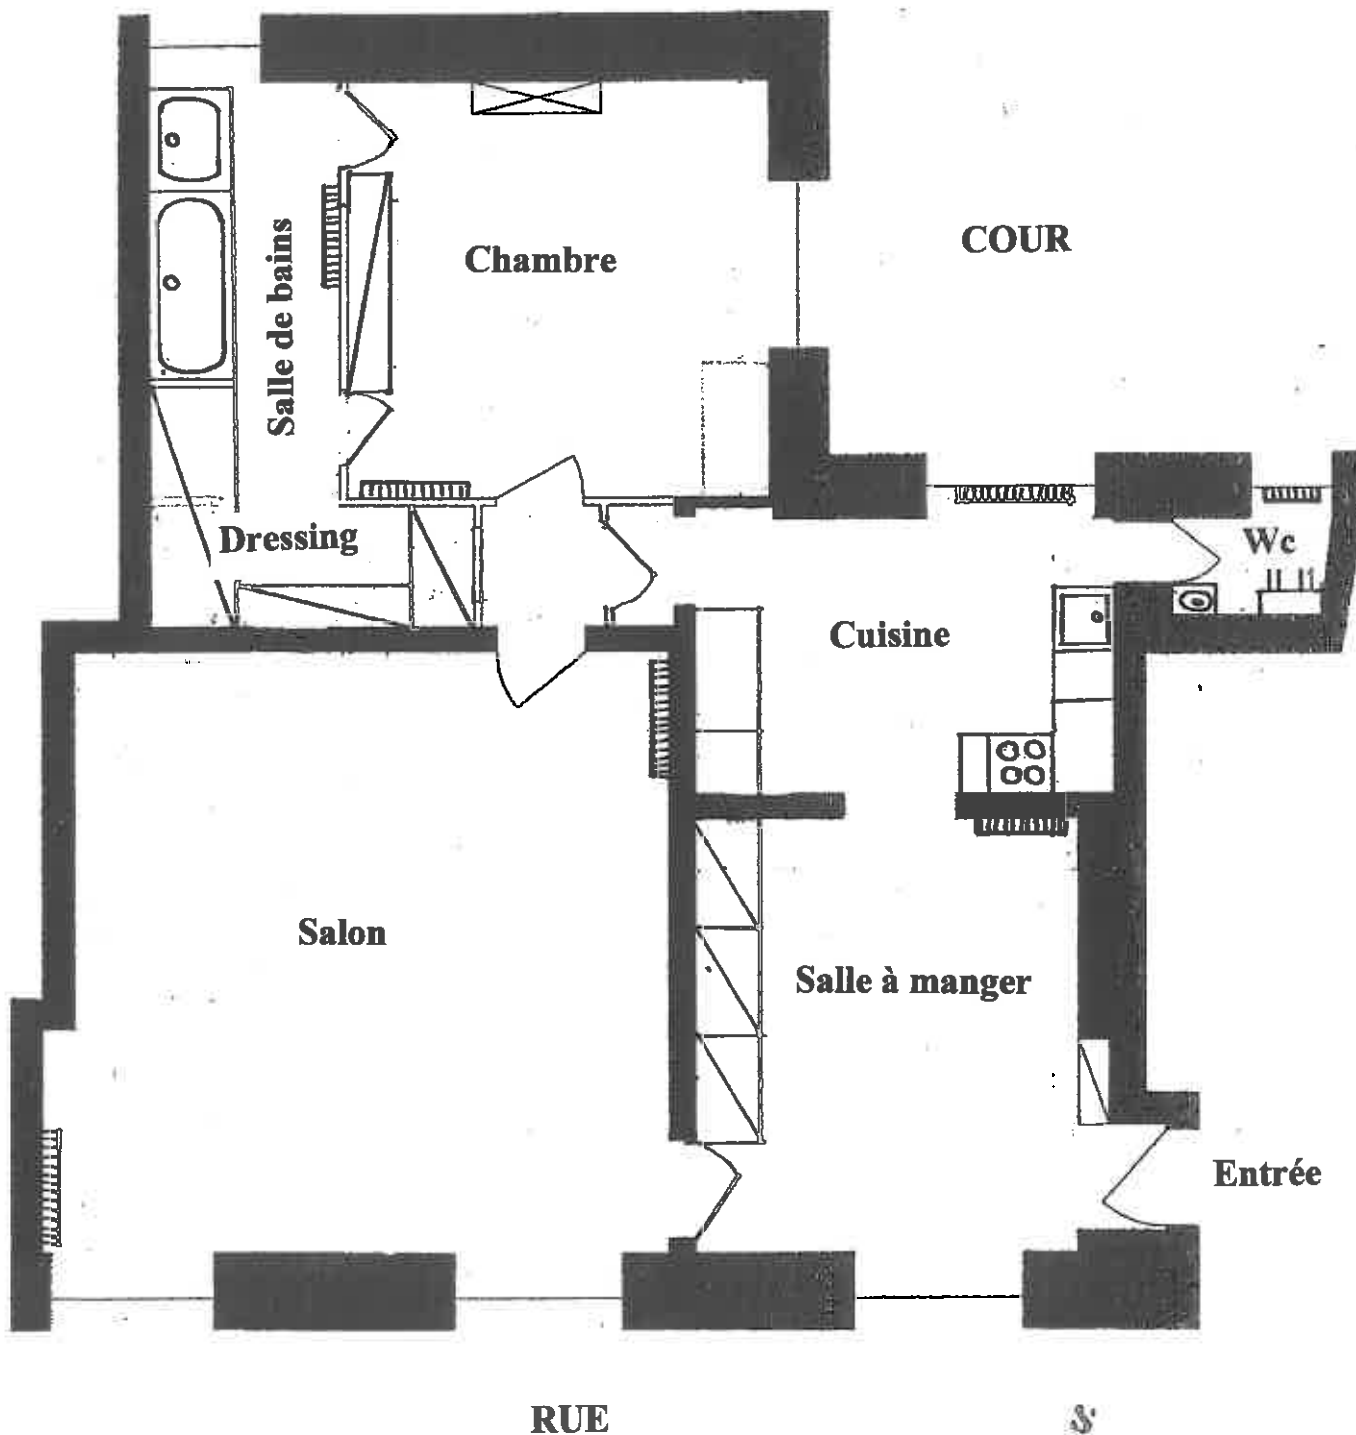 COUR
Chambre
Salle de bains
Dressing
Wc
Cuisine
Salon
Salle à manger
Entrée
RUE